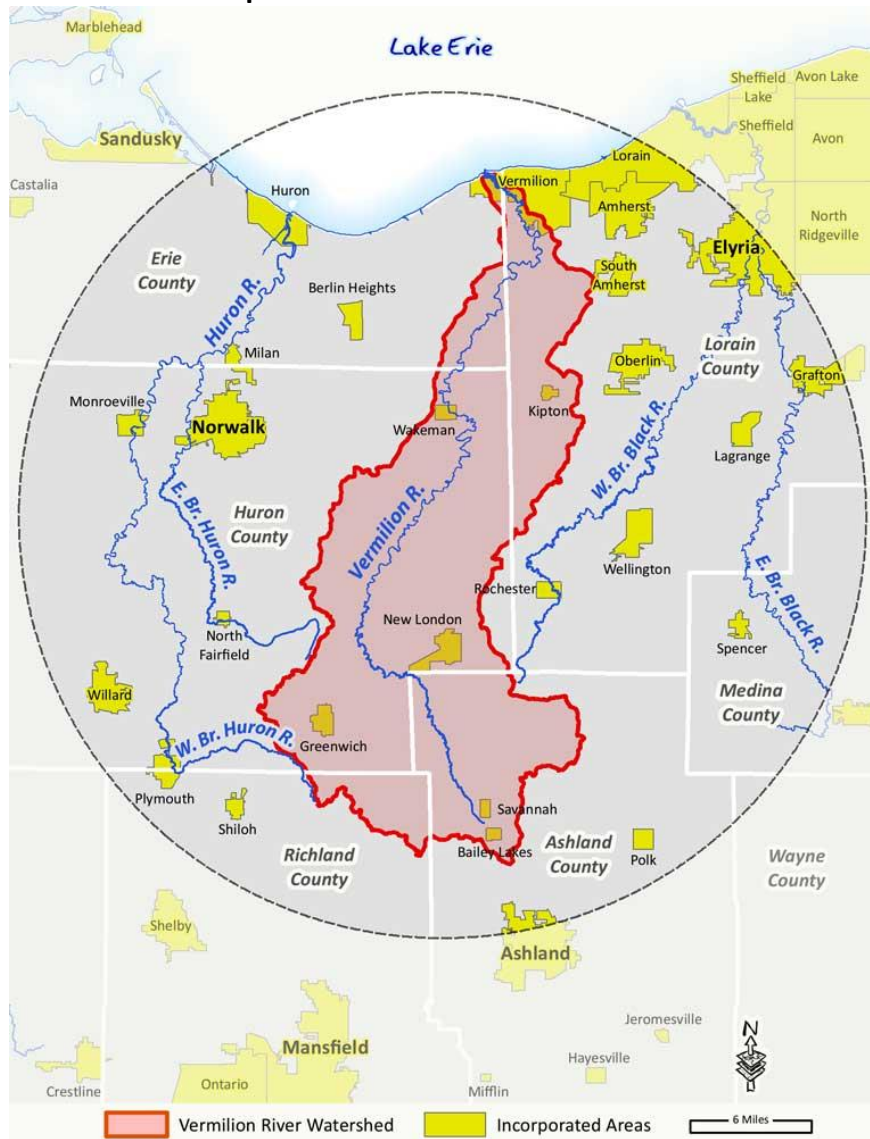 Marblehead
Lake Erie
Sheffield
Lake
Avon Lake
Sandusky
Sheffield
Avon
Lorain
Castalia
Huron
Vermilion
Amherst
North
Ridgeville
Elyria
Erie
County
Huron R.
Berlin Heights
South
Amherst
Milan
Oberlin
Lorain
County
Grafton
Monroeville
Norwalk
Wakeman
Kipton
W. Br. Black R.
Lagrange
E. Br. Huron R.
Huron
County
Vermilion R.
Wellington
Rochester
E. Br. Black R.
North
Fairfield
New London
Spencer
Willard
Medina
County
W. Br. Huron R.
Greenwich
Plymouth
Shiloh
Savannah
Bailey Lakes
Richland
County
Ashland
County
Polk
Wayne
County
Shelby
Ashland
Mansfield
Jeromesville
Hayesville
Crestline
Ontario
Mifflin
N
Vermilion River Watershed
Incorporated Areas
6 Miles